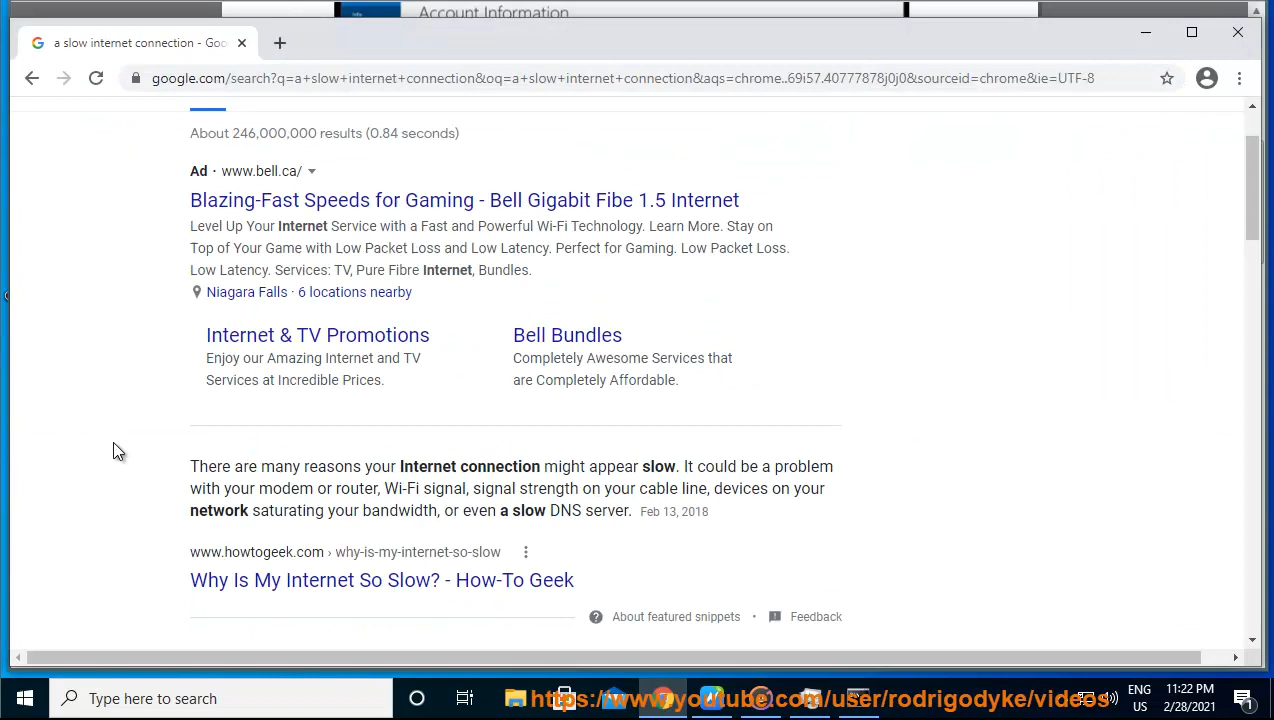 Account Information
a slow internet connection - Goo
google.com/search?q=a+slow+internet+connection&oq=a+slow+internet+connection&aqs=chrome..69i57.40777878j0j0&sourceid=chrome&ie=UTF-8
About 246,000,000 results (0.84 seconds)
Ad · www.bell.ca/
Blazing-Fast Speeds for Gaming - Bell Gigabit Fibe 1.5 Internet
Level Up Your Internet Service with a Fast and Powerful Wi-Fi Technology. Learn More. Stay on
Top of Your Game with Low Packet Loss and Low Latency. Perfect for Gaming. Low Packet Loss.
Low Latency. Services: TV, Pure Fibre Internet, Bundles.
Niagara Falls · 6 locations nearby
Internet & TV Promotions
Enjoy our Amazing Internet and TV
Services at Incredible Prices.
Bell Bundles
Completely Awesome Services that
are Completely Affordable.
There are many reasons your Internet connection might appear slow. It could be a problem
with your modem or router, Wi-Fi signal, signal strength on your cable line, devices on your
network saturating your bandwidth, or even a slow DNS server. Feb 13, 2018
www.howtogeek.com › why-is-my-internet-so-slow
Why Is My Internet So Slow? - How-To Geek
About featured snippets · Feedback
Type here to search
https://www.youtube.com/user/rodrigodyke/videos
ENG
US
11:22 PM
2/28/2021
1